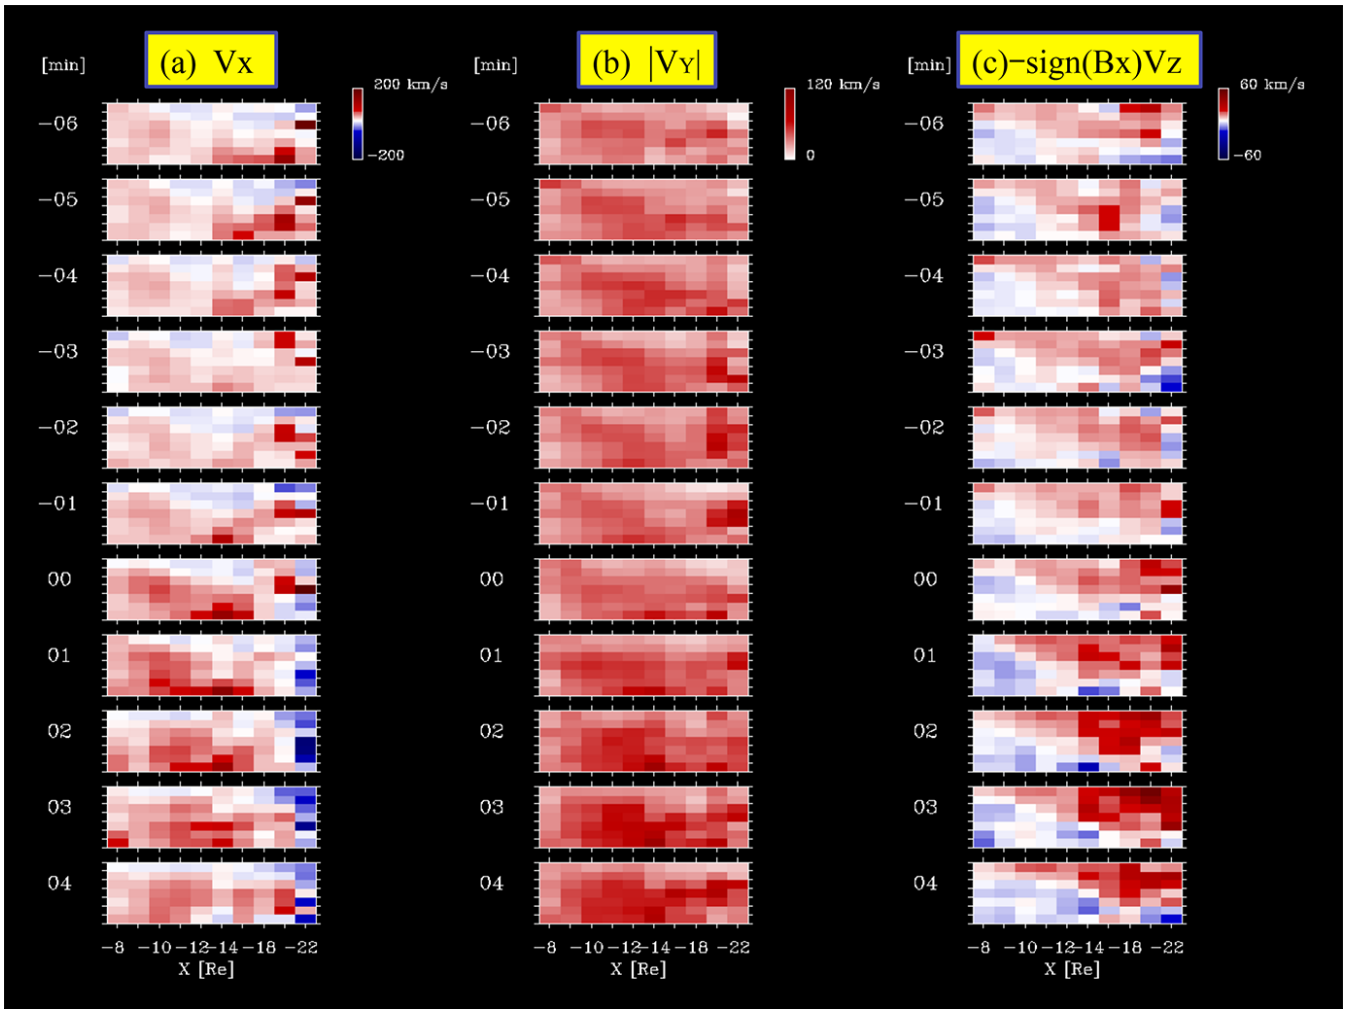 (a) Vx
(b) |VY|
(c)-sign(Bx)Vz
[min]
200 km/s
-200
[min]
120 km/s
0
[min]
60 km/s
-60
-06
-06
-06
-05
-05
-05
-04
-04
-04
-03
-03
-03
-02
-02
-02
-01
-01
-01
00
00
00
01
01
01
02
02
02
03
03
03
04
04
04
-8 -10 -12 -14 -18 -22
-8 -10 -12 -14 -18 -22
-8 -10 -12 -14 -18 -22
X [Re]
X [Re]
X [Re]